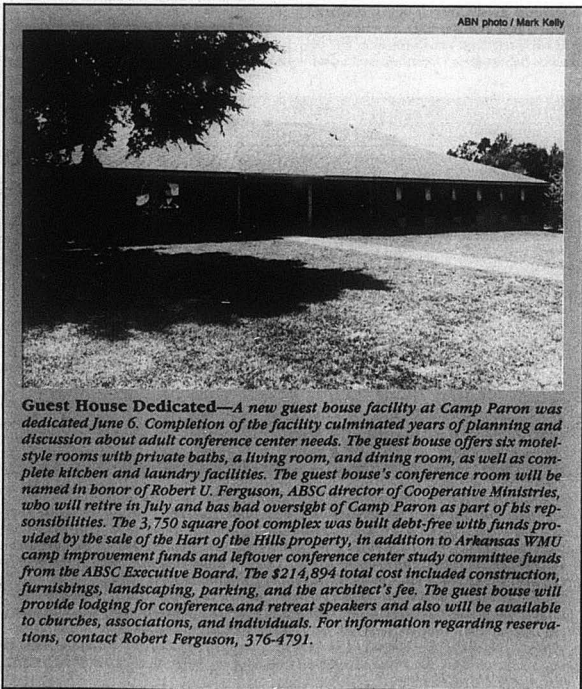 ABN photo / Mark Kelly
Guest House Dedicated—A new guest house facility at Camp Paron was
dedicated June 6. Completion of the facility culminated years of planning and
discussion about adult conference center needs. The guest house offers six motel-
style rooms with private baths, a living room, and dining room, as well as com-
plete kitchen and laundry facilities. The guest house's conference room will be
named in honor of Robert U. Ferguson, ABSC director of Cooperative Ministries,
who will retire in July and has had oversight of Camp Paron as part of his rep-
sonsibilities. The 3,750 square foot complex was built debt-free with funds pro-
vided by the sale of the Hart of the Hills property, in addition to Arkansas WMU
camp improvement funds and leftover conference center study committee funds
from the ABSC Executive Board. The $214,894 total cost included construction,
furnishings, landscaping, parking, and the architect's fee. The guest house will
provide lodging for conference and retreat speakers and also will be available
to churches, associations, and individuals. For information regarding reserva-
tions, contact Robert Ferguson, 376-4791.